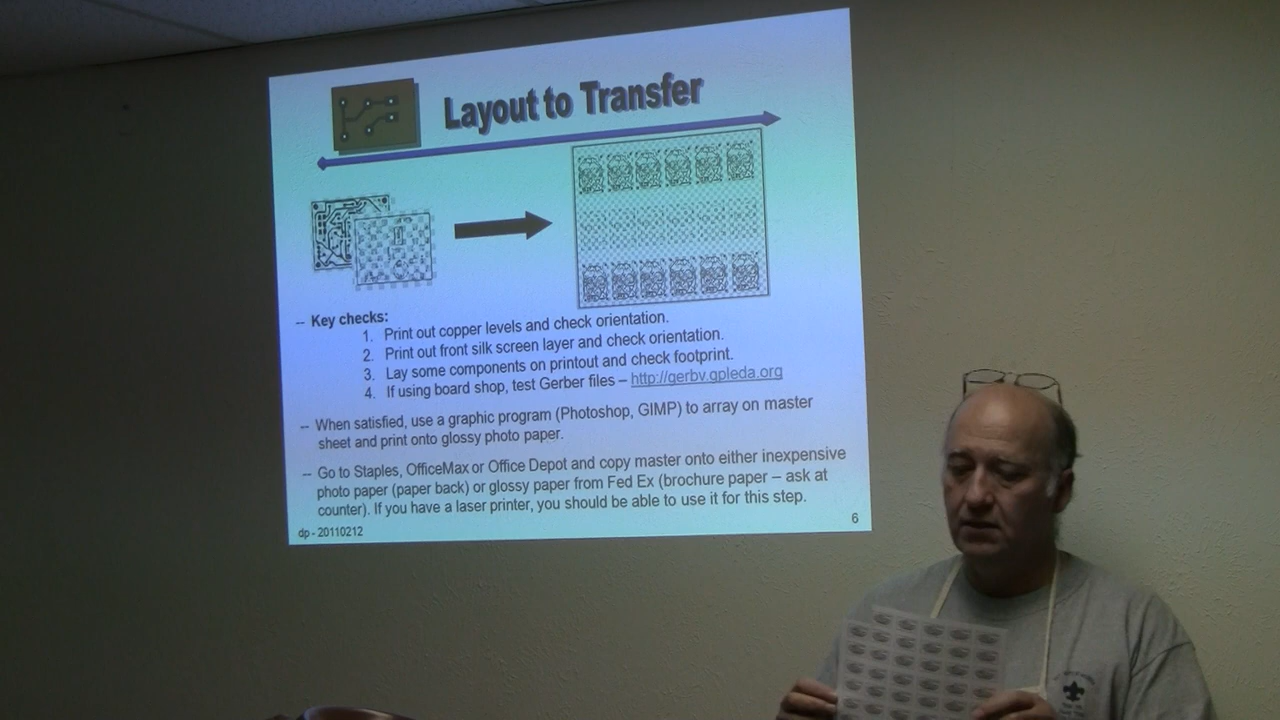 Layout to Transfer
-- Key checks:
1. Print out copper levels and check orientation.
2. Print out front silk screen layer and check orientation.
3. Lay some components on printout and check footprint.
4. If using board shop, test Gerber files – http://gerbv.gpleda.org
-- When satisfied, use a graphic program (Photoshop, GIMP) to array on master
sheet and print onto glossy photo paper.
-- Go to Staples, OfficeMax or Office Depot and copy master onto either inexpensive
photo paper (paper back) or glossy paper from Fed Ex (brochure paper – ask at
counter). If you have a laser printer, you should be able to use it for this step.
dp - 20110212
6